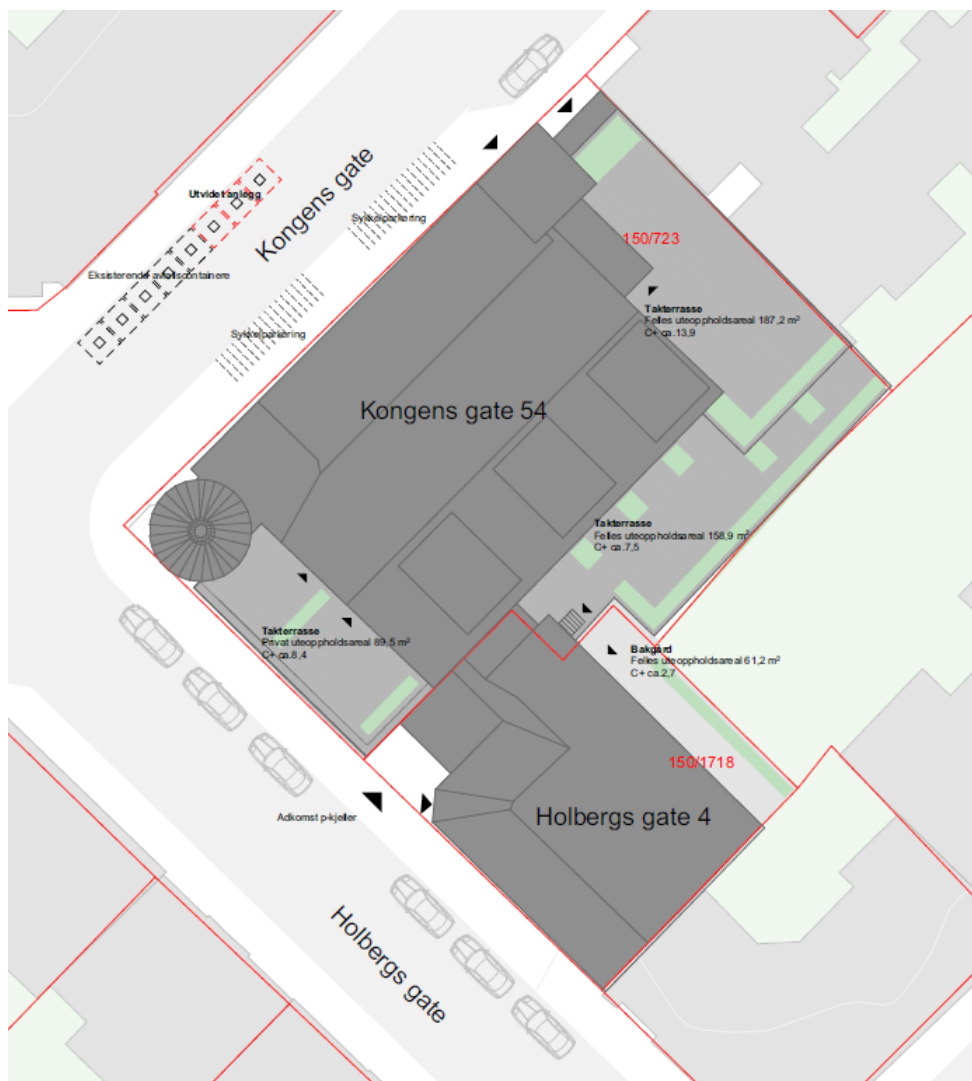 Kongens gate
Utvidet anlegg
Sykkelparkering
Eksisterende avfallscontainere
Sykkelparkering
150/723
Takterrasse
Felles uteoppholdsareal 187,2 m²
C+ ca.13,9
Kongens gate 54
Takterrasse
Felles uteoppholdsareal 158,9 m²
C+ ca.7,5
Takterrasse
Privat uteoppholdsareal 89,5 m²
C+ ca.8,4
Bakgård
Felles uteoppholdsareal 61,2 m²
C+ ca.2,7
150/1718
Adkomst p-kjeller
Holbergs gate 4
Holbergs gate